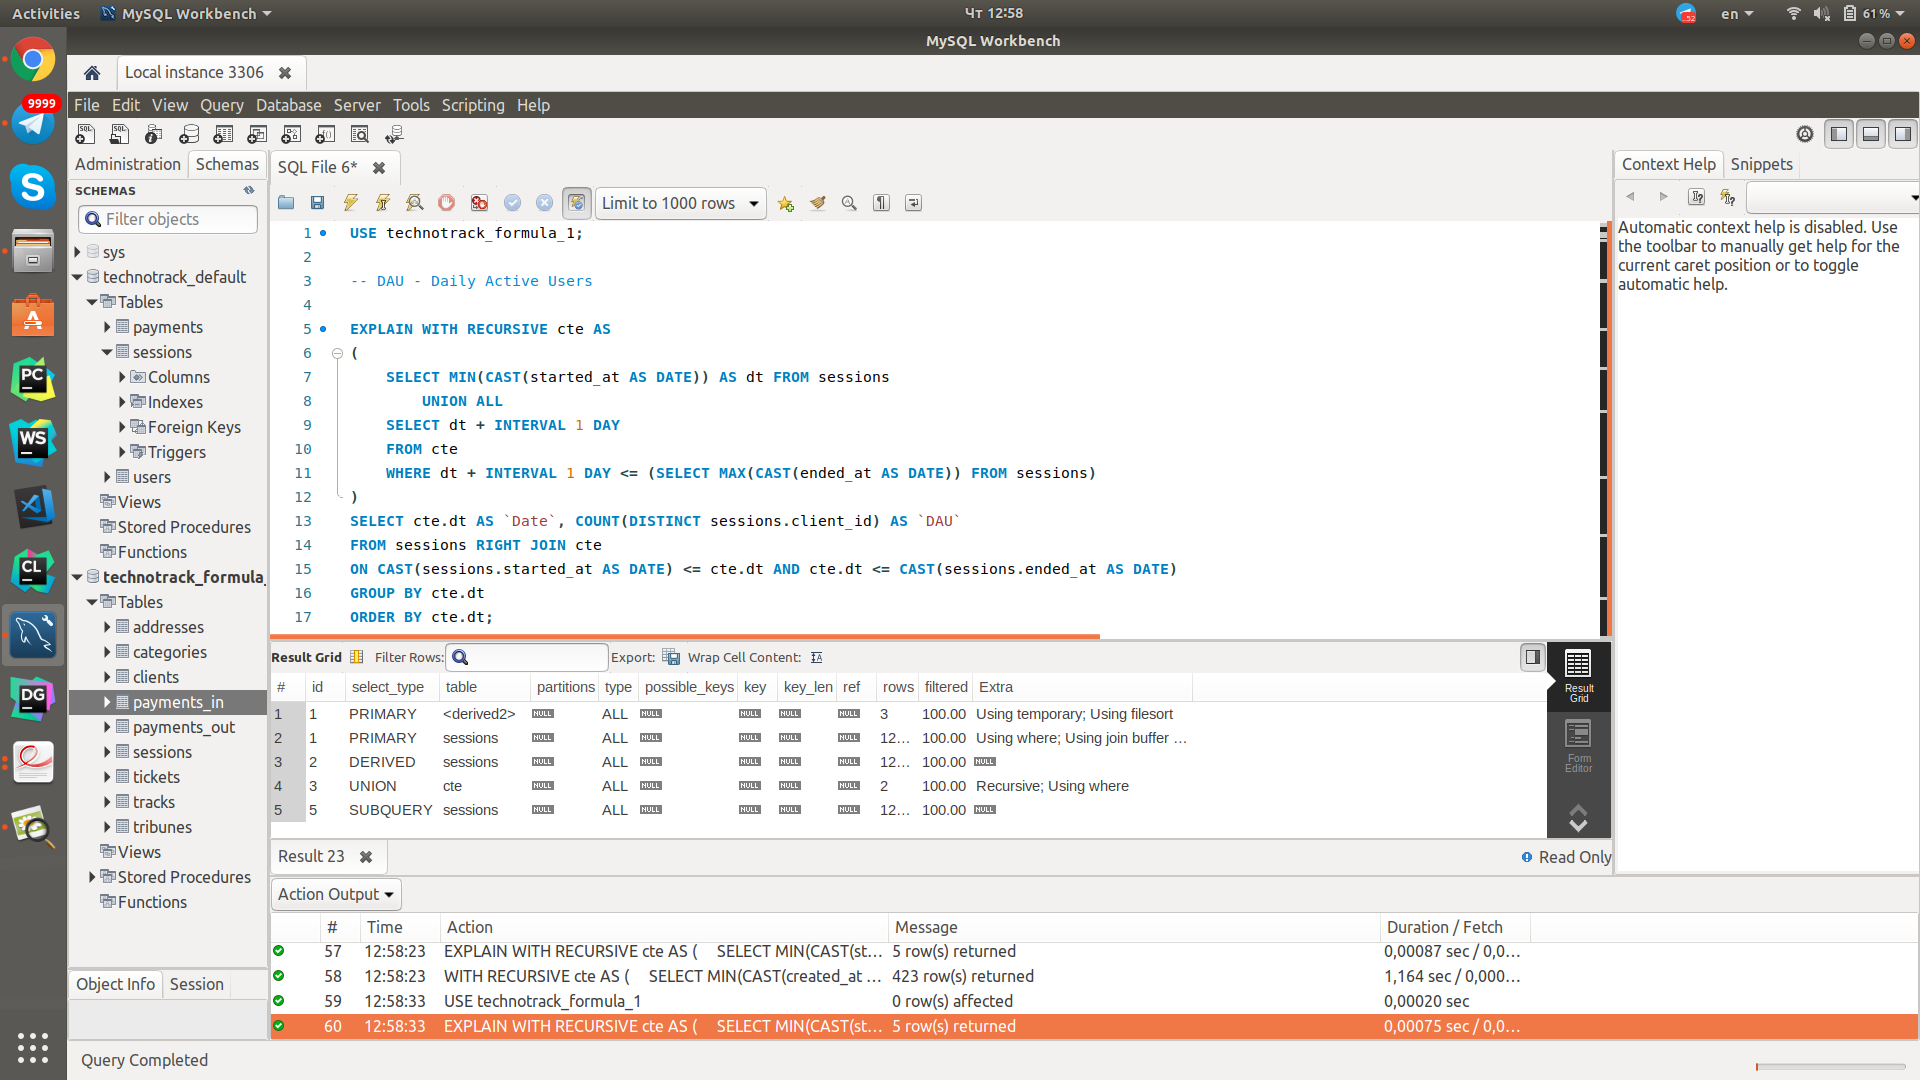 Activities
MySQL Workbench
Чт 12:58
52
en
61 %
MySQL Workbench
Local instance 3306
File Edit View Query Database Server Tools Scripting Help
9999
Administration
Schemas
SQL File 6*
Context Help
Snippets
SCHEMAS
Filter objects
Limit to 1000 rows
sys
technotrack_default
Tables
payments
sessions
Columns
Indexes
Foreign Keys
Triggers
users
Views
Stored Procedures
Functions
technotrack_formula_
Tables
addresses
categories
clients
payments_in
payments_out
sessions
tickets
tracks
tribunes
Views
Stored Procedures
Functions
1 USE technotrack_formula_1;
2
3 -- DAU - Daily Active Users
4
5 EXPLAIN WITH RECURSIVE cte AS
6 (
7 SELECT MIN(CAST(started_at AS DATE)) AS dt FROM sessions
8 UNION ALL
9 SELECT dt + INTERVAL 1 DAY
10 FROM cte
11 WHERE dt + INTERVAL 1 DAY <= (SELECT MAX(CAST(ended_at AS DATE)) FROM sessions)
12 )
13 SELECT cte.dt AS `Date`, COUNT(DISTINCT sessions.client_id) AS `DAU`
14 FROM sessions RIGHT JOIN cte
15 ON CAST(sessions.started_at AS DATE) <= cte.dt AND cte.dt <= CAST(sessions.ended_at AS DATE)
16 GROUP BY cte.dt
17 ORDER BY cte.dt;
Automatic context help is disabled. Use
the toolbar to manually get help for the
current caret position or to toggle
automatic help.
Result Grid
Filter Rows:
Export:
Wrap Cell Content:
# id select_type table partitions type possible_keys key key_len ref rows filtered Extra
1 1 PRIMARY <derived2> NULL ALL NULL NULL NULL NULL 3 100.00 Using temporary; Using filesort
2 1 PRIMARY sessions NULL ALL NULL NULL NULL NULL 12… 100.00 Using where; Using join buffer …
3 2 DERIVED sessions NULL ALL NULL NULL NULL NULL 12… 100.00 NULL
4 3 UNION cte NULL ALL NULL NULL NULL NULL 2 100.00 Recursive; Using where
5 5 SUBQUERY sessions NULL ALL NULL NULL NULL NULL 12… 100.00 NULL
Result
Grid
Form
Editor
Result 23
Read Only
Action Output
# Time Action Message Duration / Fetch
57 12:58:23 EXPLAIN WITH RECURSIVE cte AS ( SELECT MIN(CAST(st… 5 row(s) returned 0,00087 sec / 0,0…
58 12:58:23 WITH RECURSIVE cte AS ( SELECT MIN(CAST(created_at … 423 row(s) returned 1,164 sec / 0,000…
59 12:58:33 USE technotrack_formula_1 0 row(s) affected 0,00020 sec
60 12:58:33 EXPLAIN WITH RECURSIVE cte AS ( SELECT MIN(CAST(st… 5 row(s) returned 0,00075 sec / 0,0…
Object Info
Session
Query Completed
PC
WS
CL
DG